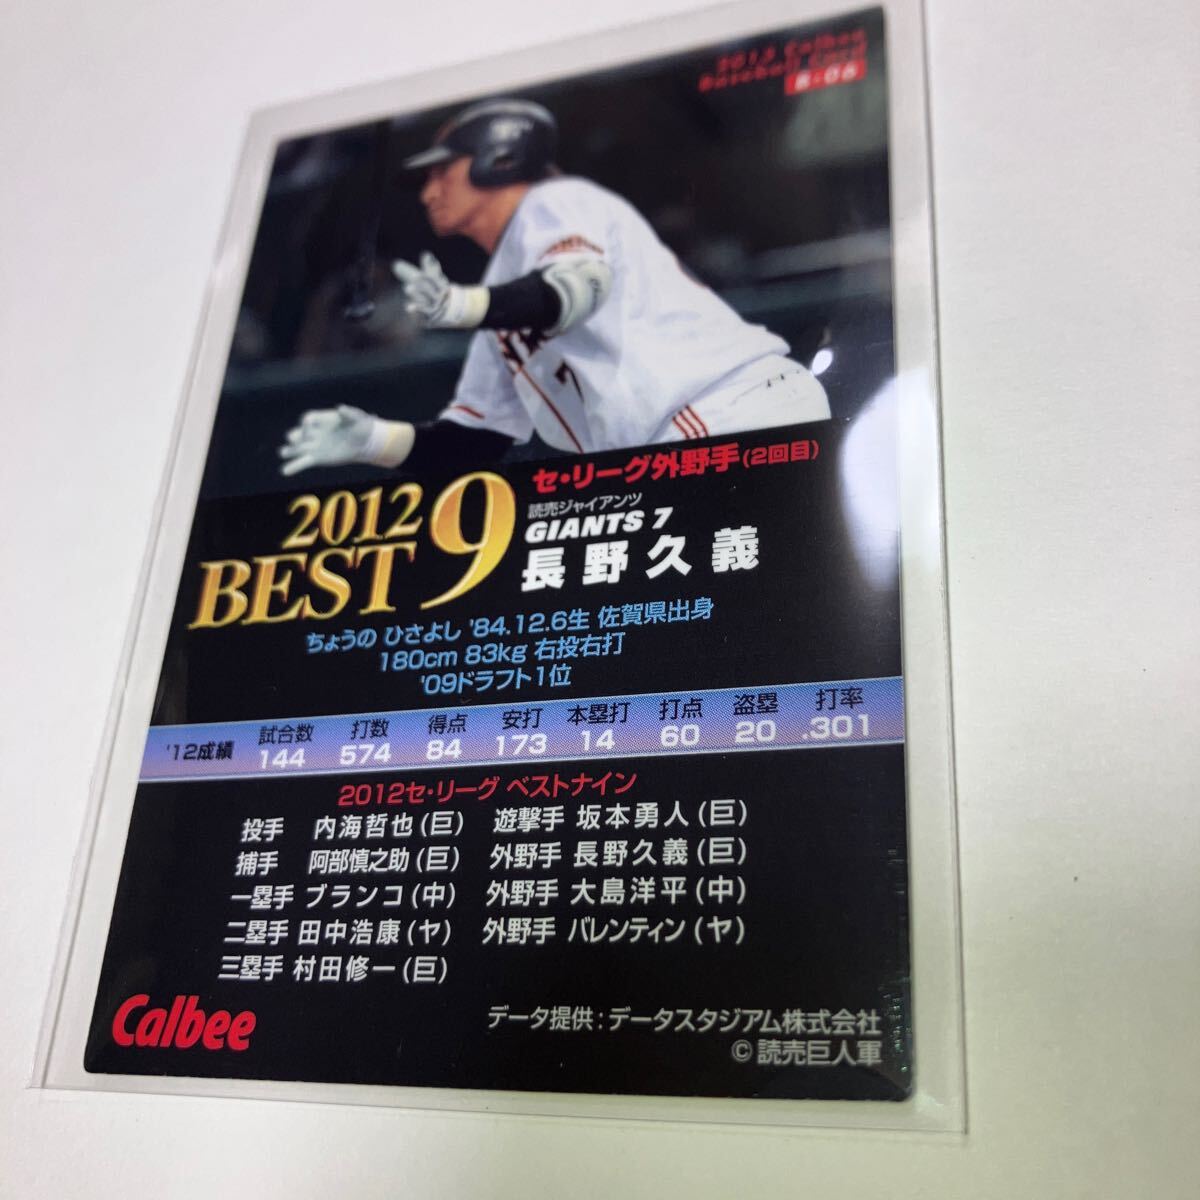 2013 Calbee
Baseball Card
B-06
セ・リーグ外野手(2回目)
読売ジャイアンツ
GIANTS 7
長野久義
2012
BEST 9
ちょうの ひさよし '84.12.6生 佐賀県出身
180cm 83kg 右投右打
'09ドラフト1位
試合数 打数 得点 安打 本塁打 打点 盗塁 打率
'12成績 144 574 84 173 14 60 20 .301
2012セ・リーグ ベストナイン
投手 内海哲也(巨) 遊撃手 坂本勇人(巨)
捕手 阿部慎之助(巨) 外野手 長野久義(巨)
一塁手 ブランコ(中) 外野手 大島洋平(中)
二塁手 田中浩康(ヤ) 外野手 バレンティン(ヤ)
三塁手 村田修一(巨)
Calbee
データ提供:データスタジアム株式会社
©読売巨人軍
7